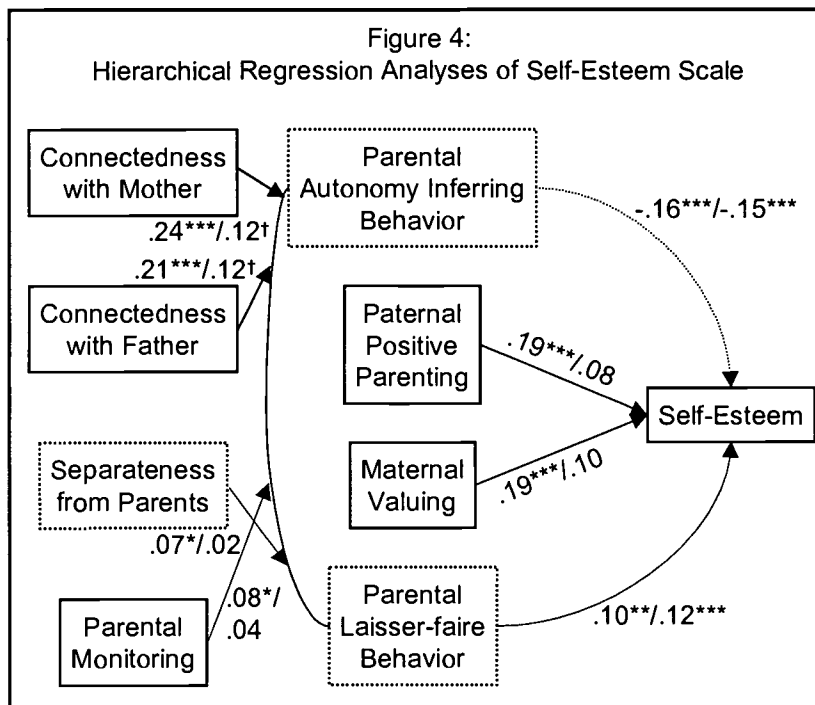 Figure 4:
Hierarchical Regression Analyses of Self-Esteem Scale
Connectedness
with Mother
Parental
Autonomy Inferring
Behavior
-.16***/-.15***
.24***/.12†
.21***/.12†
Connectedness
with Father
Paternal
Positive
Parenting
.19***/.08
Self-Esteem
Separateness
from Parents
Maternal
Valuing
.19***/.10
.07*/.02
.08*/
.04
Parental
Monitoring
Parental
Laisser-faire
Behavior
.10**/.12***